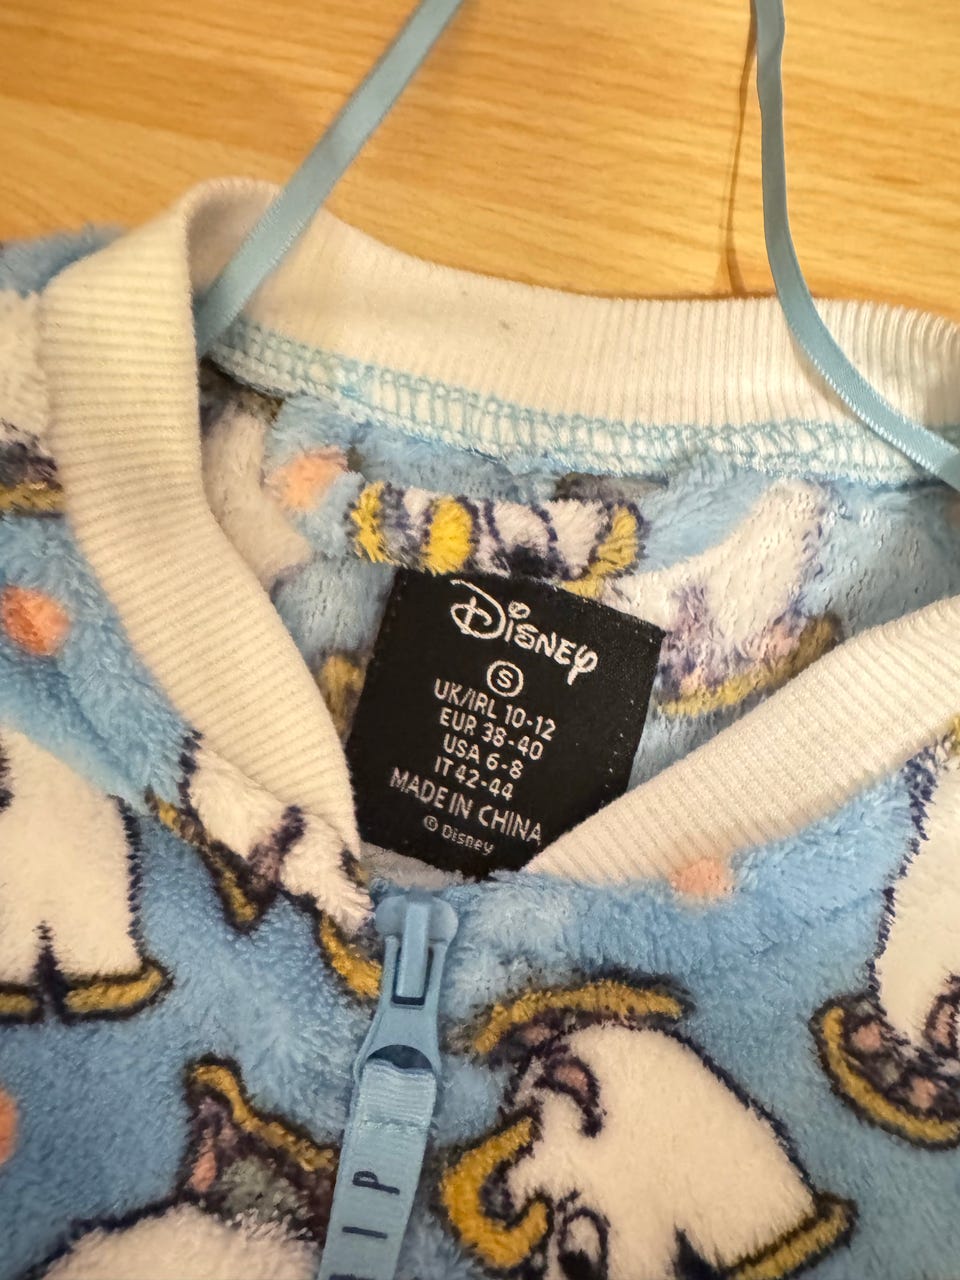 Disney
S
UK/IRL 10-12
EUR 38-40
USA 6-8
IT 42-44
MADE IN CHINA
© Disney